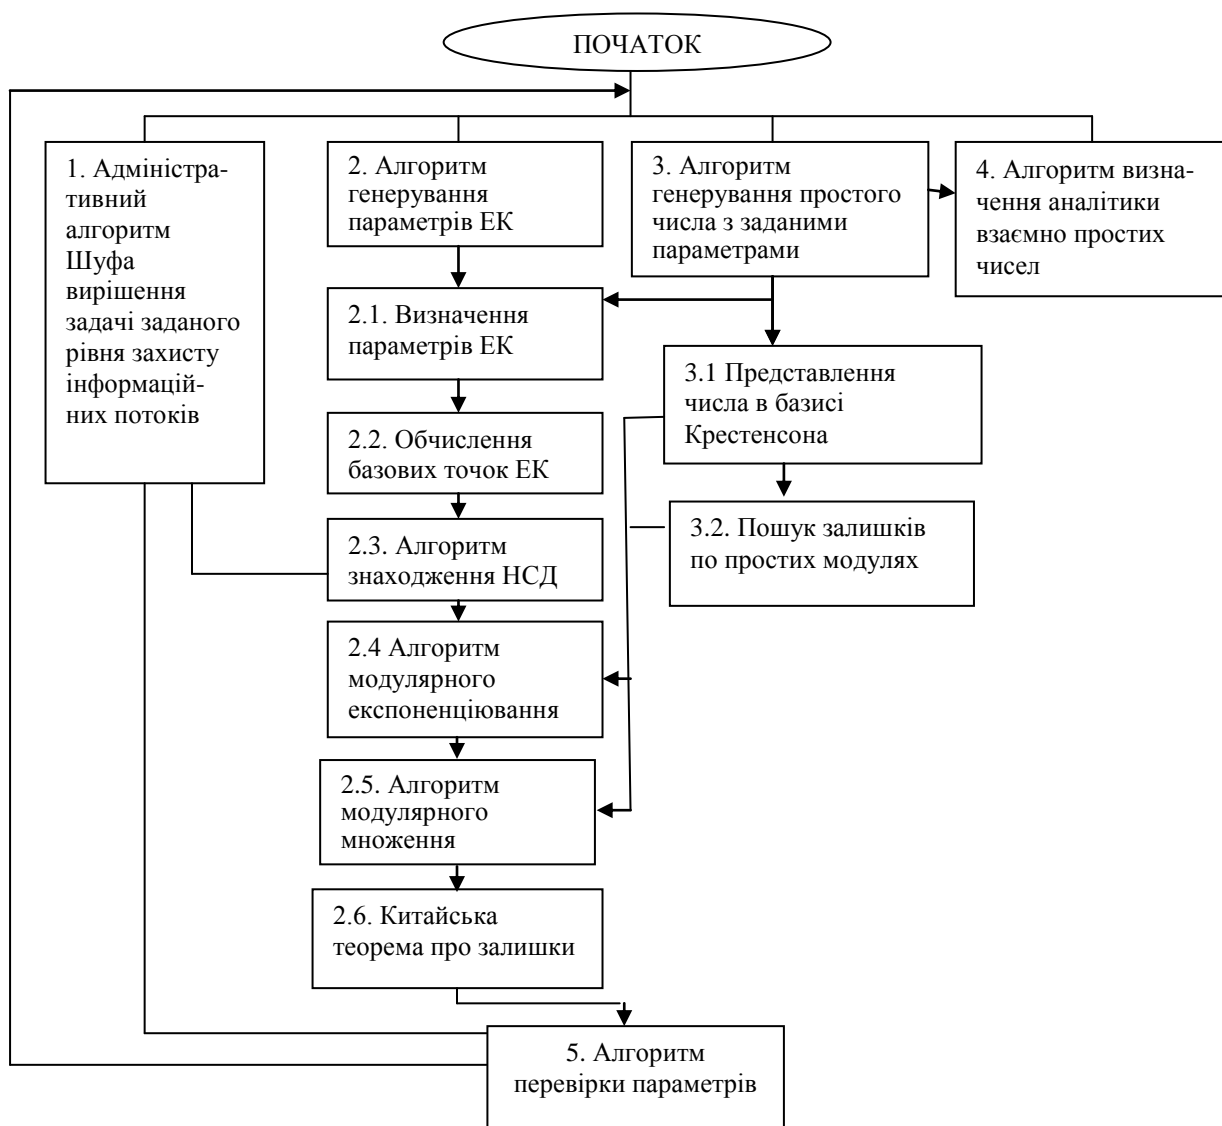 ПОЧАТОК
1. Адміністра-
тивний
алгоритм
Шуфа
вирішення
задачі заданого
рівня захисту
інформацій-
них потоків
2. Алгоритм
генерування
параметрів ЕК
3. Алгоритм
генерування простого
числа з заданими
параметрами
4. Алгоритм визна-
чення аналітики
взаємно простих
чисел
2.1. Визначення
параметрів ЕК
3.1 Представлення
числа в базисі
Крестенсона
2.2. Обчислення
базових точок ЕК
3.2. Пошук залишків
по простих модулях
2.3. Алгоритм
знаходження НСД
2.4 Алгоритм
модулярного
експоненціювання
2.5. Алгоритм
модулярного
множення
2.6. Китайська
теорема про залишки
5. Алгоритм
перевірки параметрів